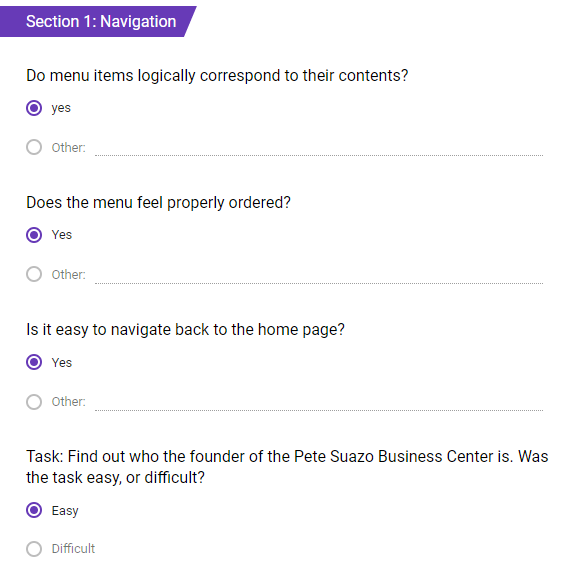 Section 1: Navigation
Do menu items logically correspond to their contents?
yes
Other:
Does the menu feel properly ordered?
Yes
Other:
Is it easy to navigate back to the home page?
Yes
Other:
Task: Find out who the founder of the Pete Suazo Business Center is. Was
the task easy, or difficult?
Easy
Difficult